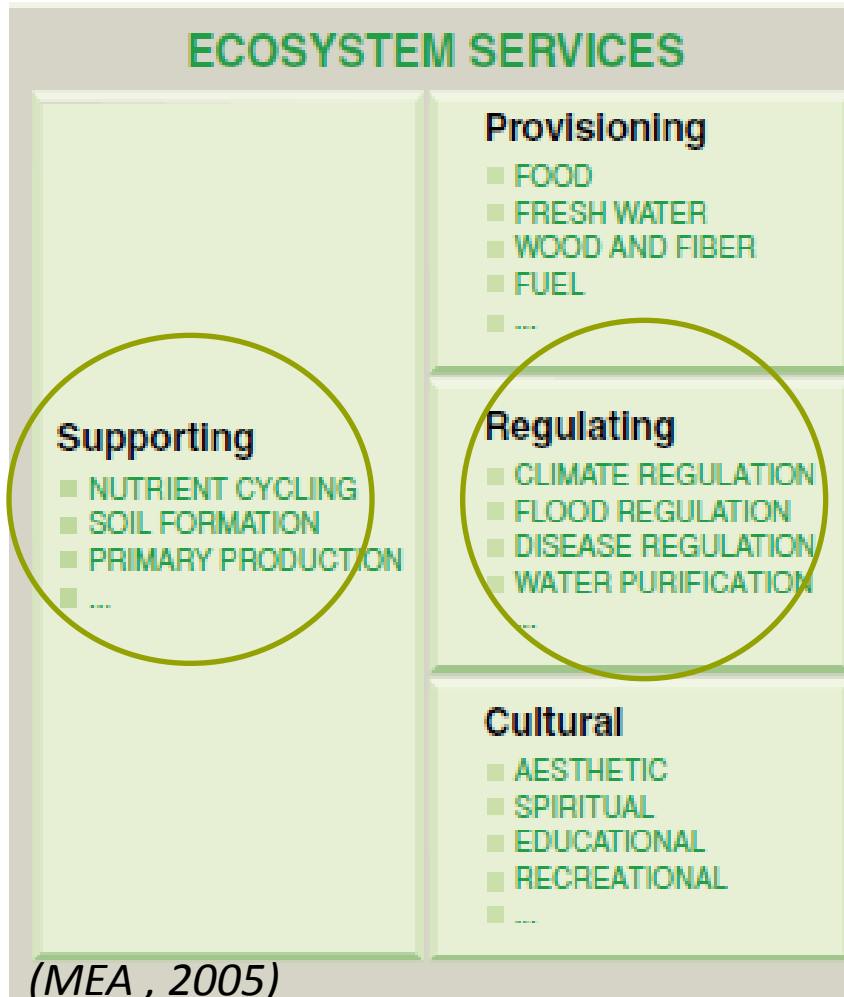 ECOSYSTEM SERVICES
Supporting
NUTRIENT CYCLING
SOIL FORMATION
PRIMARY PRODUCTION
....
Provisioning
FOOD
FRESH WATER
WOOD AND FIBER
FUEL
....
Regulating
CLIMATE REGULATION
FLOOD REGULATION
DISEASE REGULATION
WATER PURIFICATION
....
Cultural
AESTHETIC
SPIRITUAL
EDUCATIONAL
RECREATIONAL
....
(MEA , 2005)